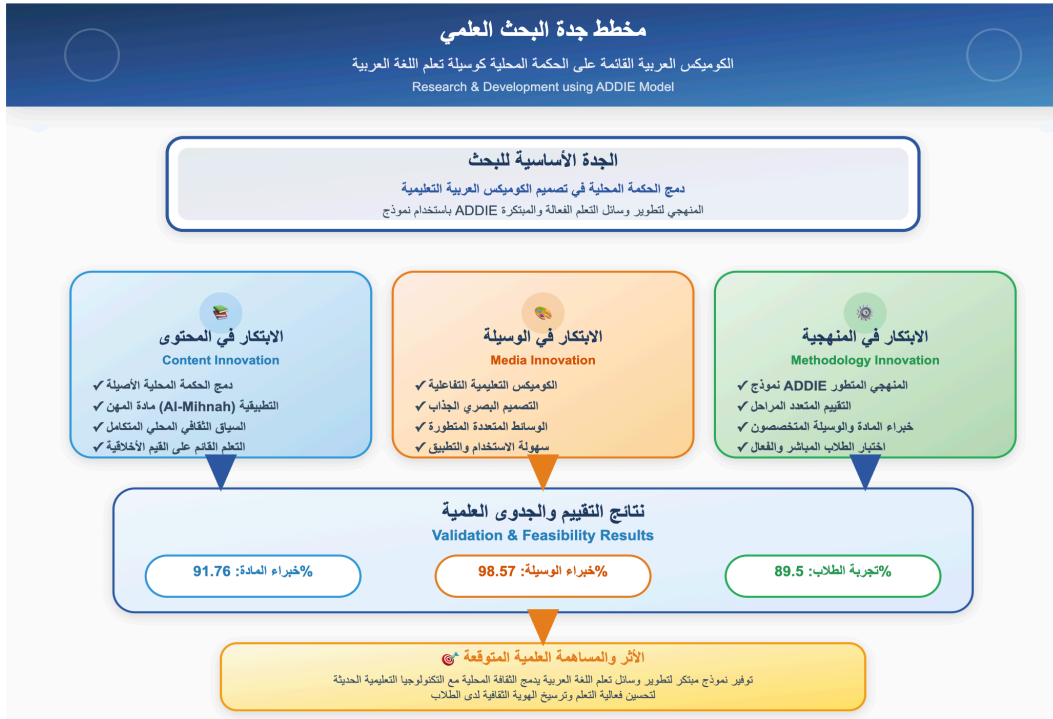 مخطط جدة البحث العلمي
الكوميكس العربية القائمة على الحكمة المحلية كوسيلة تعلم اللغة العربية
Research & Development using ADDIE Model
الجدة الأساسية للبحث
دمج الحكمة المحلية في تصميم الكوميكس العربية التعليمية
المنهجي لتطوير وسائل التعلم الفعالة والمبتكرة ADDIE باستخدام نموذج
الابتكار في المحتوى
Content Innovation
دمج الحكمة المحلية الأصيلة ✓
التطبيقية (Al-Mihnah) مادة المهن ✓
السياق الثقافي المحلي المتكامل ✓
التعلم القائم على القيم الأخلاقية ✓
الابتكار في الوسيلة
Media Innovation
الكوميكس التعليمية التفاعلية ✓
التصميم البصري الجذاب ✓
الوسائط المتعددة المتطورة ✓
سهولة الاستخدام والتطبيق ✓
الابتكار في المنهجية
Methodology Innovation
المنهجي المتطور ADDIE نموذج ✓
التقييم المتعدد المراحل ✓
خبراء المادة والوسيلة المتخصصون ✓
اختبار الطلاب المباشر والفعال ✓
نتائج التقييم والجدوى العلمية
Validation & Feasibility Results
%خبراء المادة: 91.76
%خبراء الوسيلة: 98.57
%تجربة الطلاب: 89.5
الأثر والمساهمة العلمية المتوقعة
توفير نموذج مبتكر لتطوير وسائل تعلم اللغة العربية يدمج الثقافة المحلية مع التكنولوجيا التعليمية الحديثة
لتحسين فعالية التعلم وترسيخ الهوية الثقافية لدى الطلاب